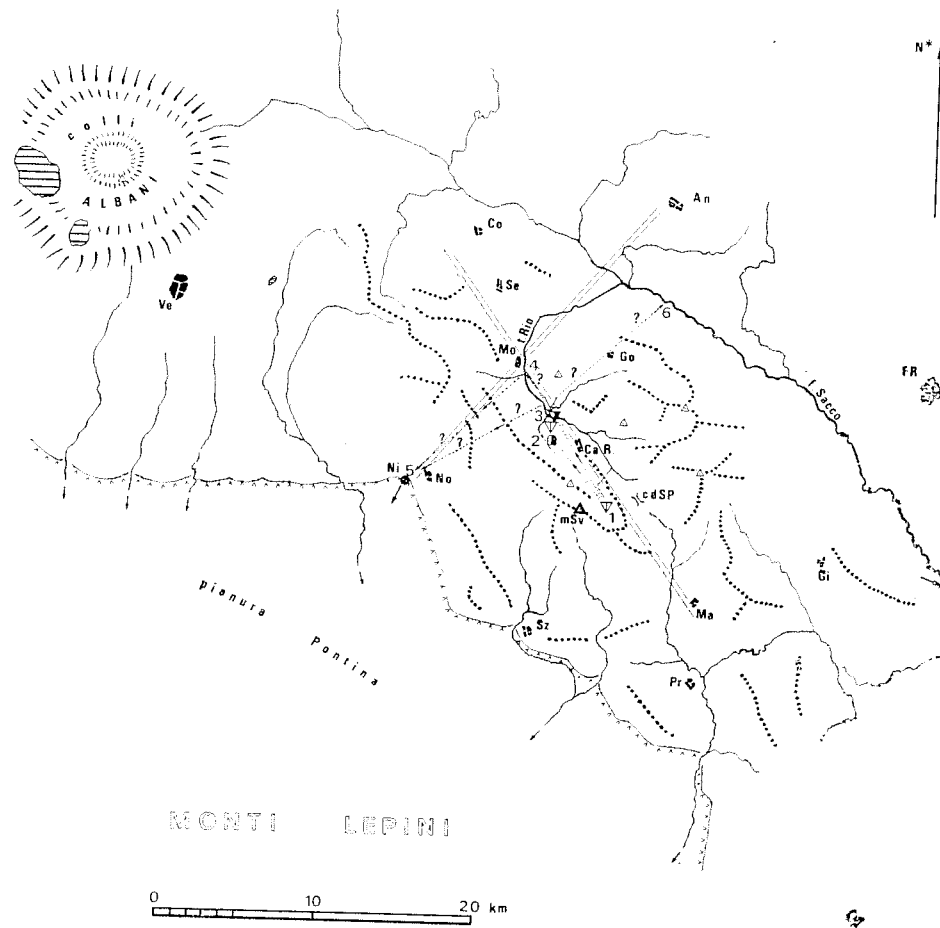 N*
colli
ALBANI
An
Co
Ve
Se
t.Rio
?
6
Mo
4
Go
FR
f. Sacco
?
?
?
3
?
?
2
Ca R.
Ni
5
No
cdSP
mSv
1
pianura
Pontina
Gi
Ma
Sz
Pr
MONTI LEPINI
0 10 20 km